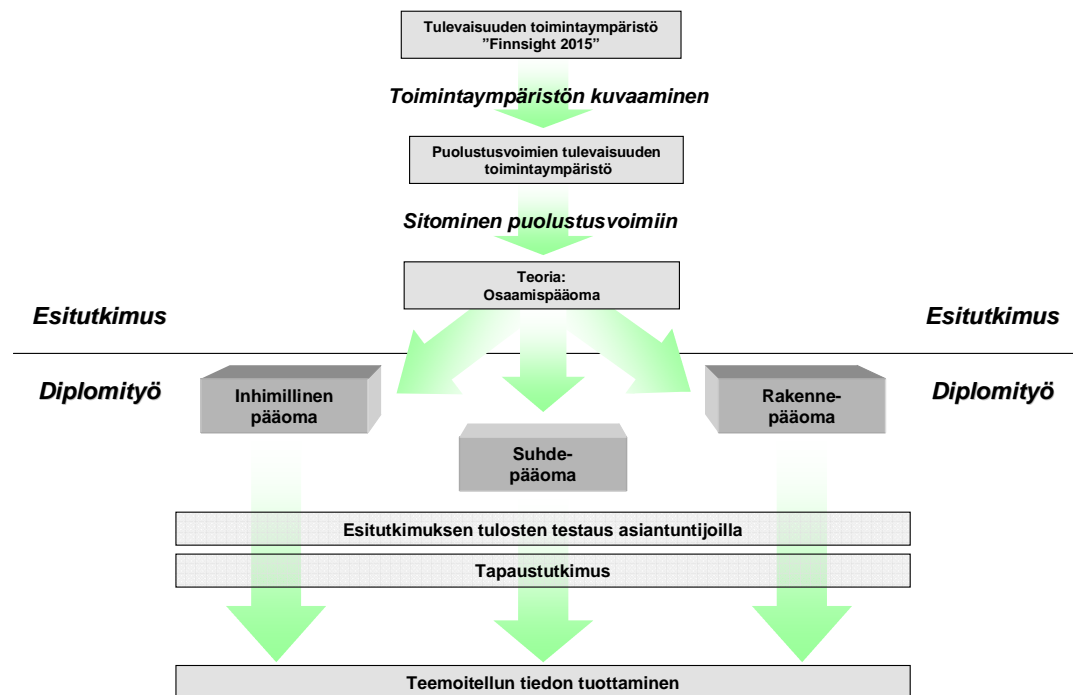 Tulevaisuuden toimintaympäristö
”Finnsight 2015”
Toimintaympäristön kuvaaminen
Puolustusvoimien tulevaisuuden
toimintaympäristö
Sitominen puolustusvoimiin
Teoria:
Osaamispääoma
Esitutkimus
Esitutkimus
Diplomityö
Diplomityö
Inhimillinen
pääoma
Suhde-
pääoma
Rakenne-
pääoma
Esitutkimuksen tulosten testaus asiantuntijoilla
Tapaustutkimus
Teemoitellun tiedon tuottaminen